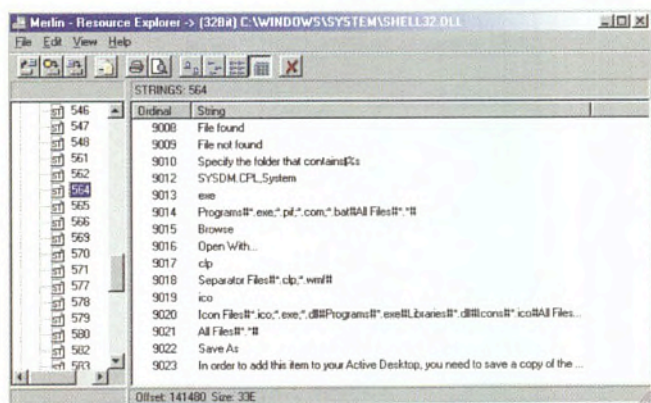 Merlin - Resource Explorer -> (32Bit) C:\WINDOWS\SYSTEM\SHELL32.DLL
File Edit View Help
STRINGS: 564
546
547
548
561
562
564
565
566
569
570
571
577
578
579
580
582
583
Ordinal String
9008 File found
9009 File not found
9010 Specify the folder that contains|%s
9012 SYSDM.CPL,System
9013 exe
9014 Programs#*.exe;*.pif;*.com;*.bat#All Files#*.*#
9015 Browse
9016 Open With...
9017 clp
9018 Separator Files#*.clp;*.wmf#
9019 ico
9020 Icon Files#*.ico;*.exe;*.dll#Programs#*.exe#Libraries#*.dll#Icons#*.ico#All Files...
9021 All Files#*.*#
9022 Save As
9023 In order to add this item to your Active Desktop, you need to save a copy of the ...
Offset: 141480 Size: 33E